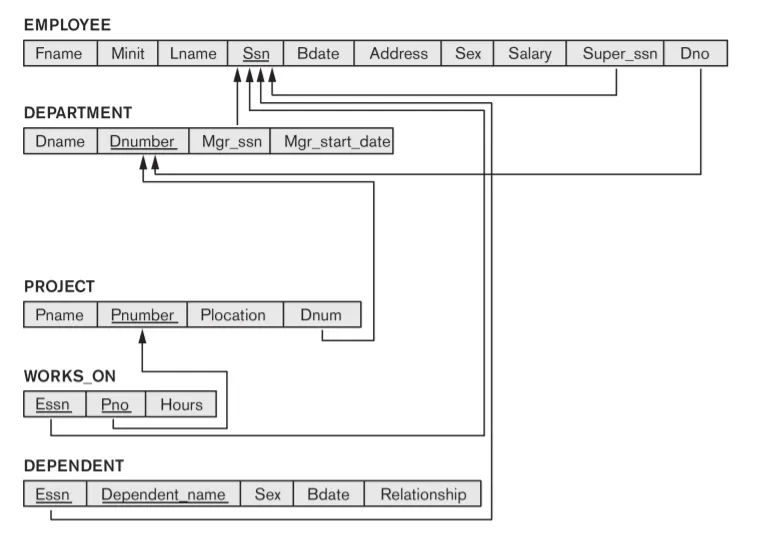 EMPLOYEE
Fname Minit Lname Ssn Bdate Address Sex Salary Super_ssn Dno
DEPARTMENT
Dname Dnumber Mgr_ssn Mgr_start_date
PROJECT
Pname Pnumber Plocation Dnum
WORKS_ON
Essn Pno Hours
DEPENDENT
Essn Dependent_name Sex Bdate Relationship